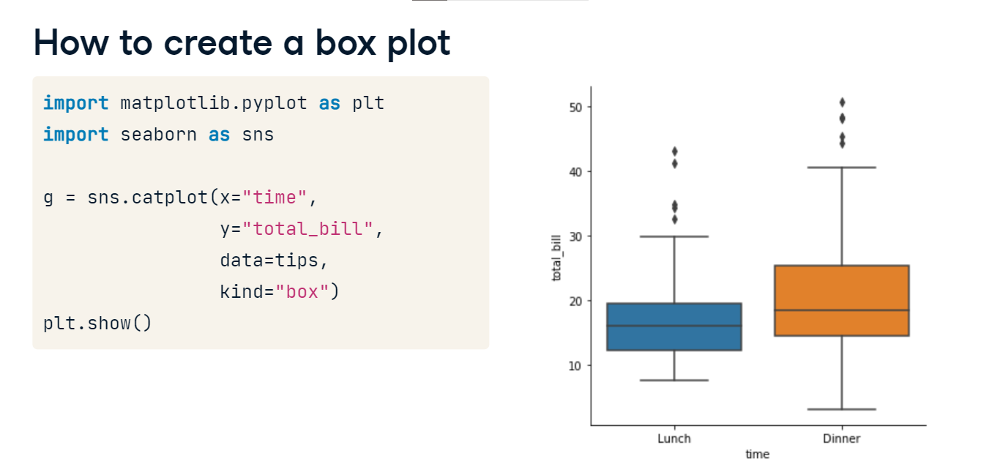 How to create a box plot
import matplotlib.pyplot as plt
import seaborn as sns
g = sns.catplot(x="time",
y="total_bill",
data=tips,
kind="box")
plt.show()
50
40
30
20
10
total_bill
Lunch Dinner
time